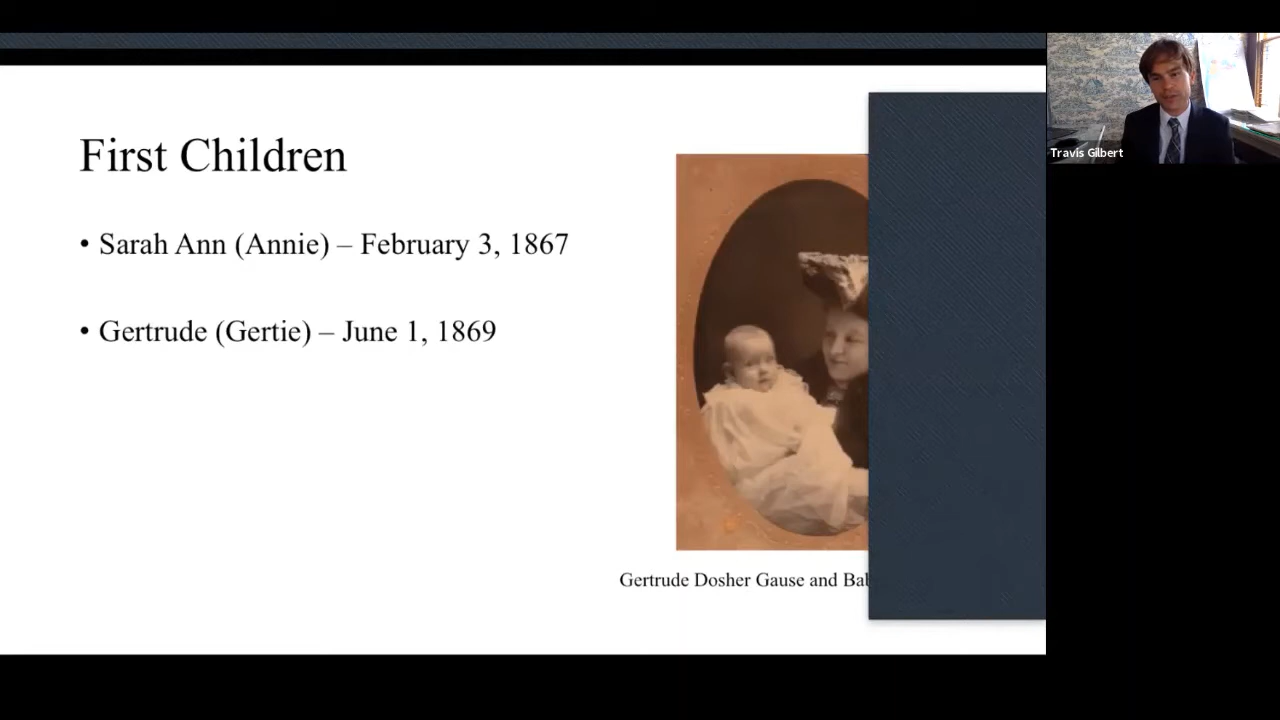 First Children
• Sarah Ann (Annie) – February 3, 1867
• Gertrude (Gertie) – June 1, 1869
Gertrude Dosher Gause and
Travis Gilbert